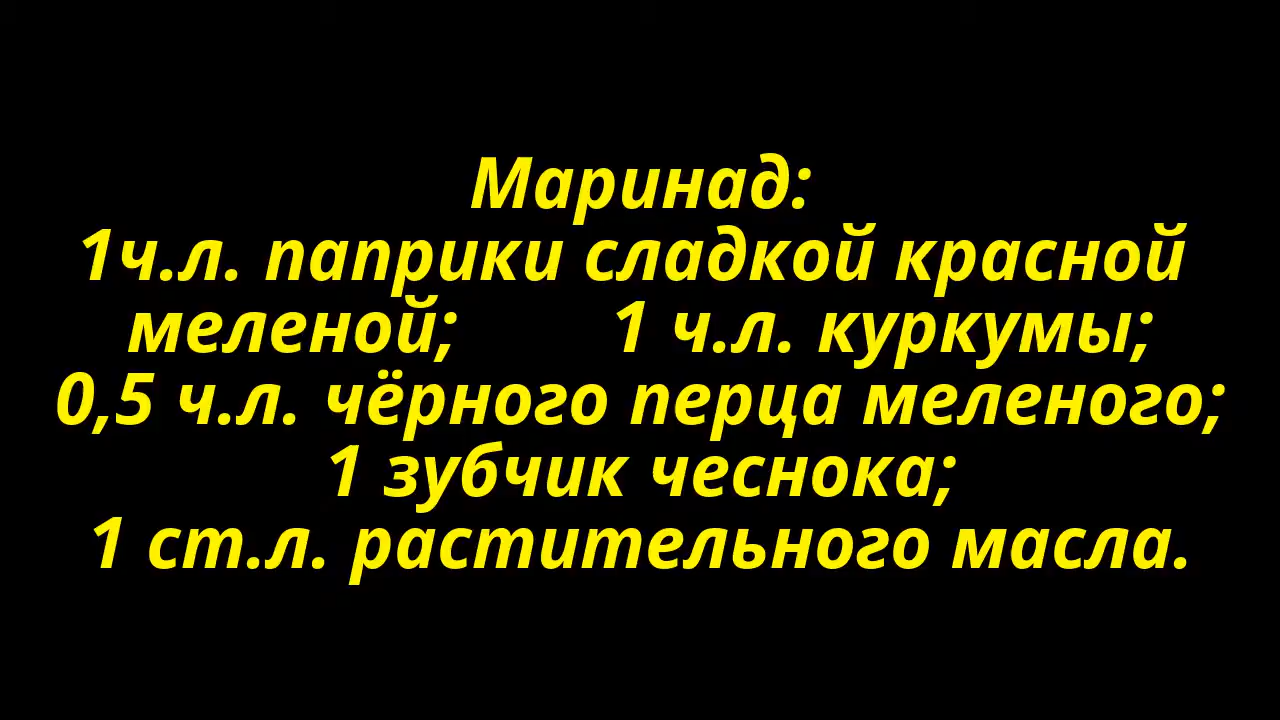 Маринад:
1ч.л. паприки сладкой красной
меленой; 1 ч.л. куркумы;
0,5 ч.л. чёрного перца меленого;
1 зубчик чеснока;
1 ст.л. растительного масла.